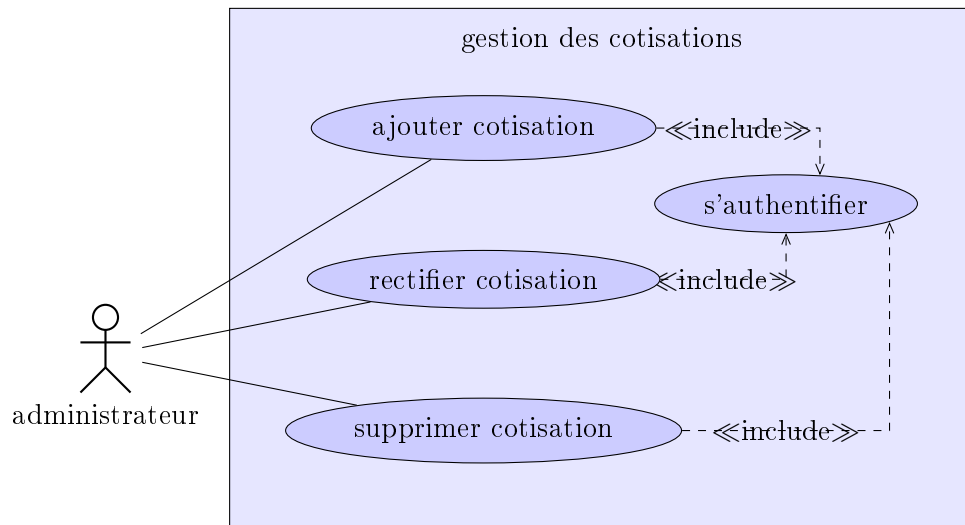 gestion des cotisations
ajouter cotisation
≪include≫
s'authentifier
rectifier cotisation
≪include≫
administrateur
supprimer cotisation
≪include≫